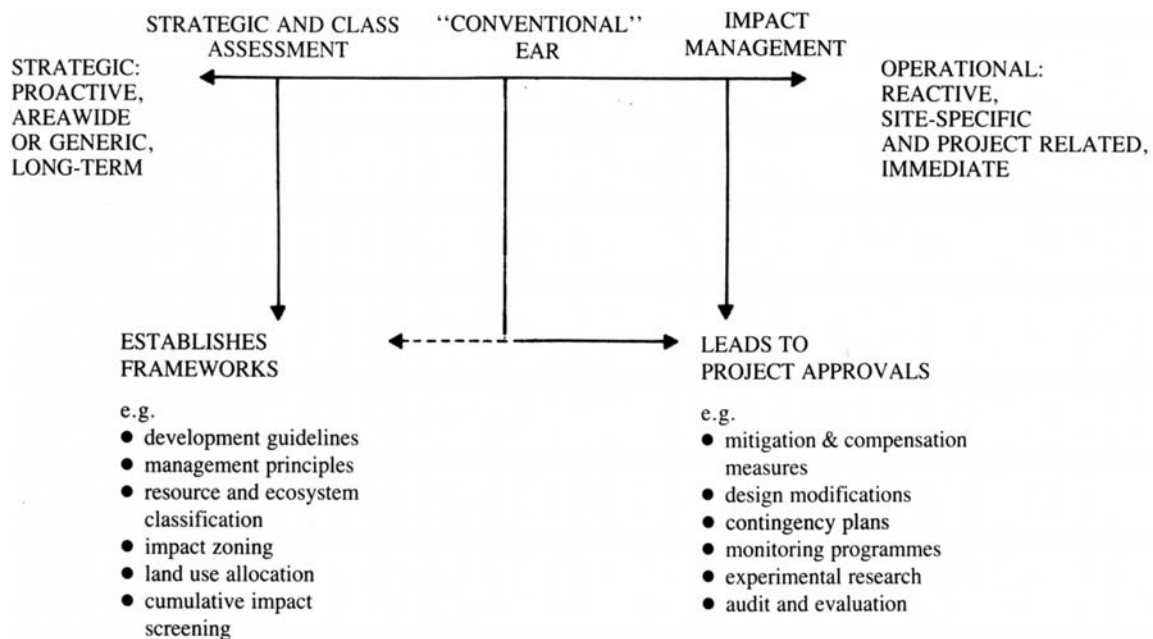 STRATEGIC AND CLASS
ASSESSMENT
"CONVENTIONAL"
EAR
IMPACT
MANAGEMENT
STRATEGIC:
PROACTIVE,
AREAWIDE
OR GENERIC,
LONG-TERM
OPERATIONAL:
REACTIVE,
SITE-SPECIFIC
AND PROJECT RELATED,
IMMEDIATE
ESTABLISHES
FRAMEWORKS
e.g.
● development guidelines
● management principles
● resource and ecosystem
classification
● impact zoning
● land use allocation
● cumulative impact
screening
LEADS TO
PROJECT APPROVALS
e.g.
● mitigation & compensation
measures
● design modifications
● contingency plans
● monitoring programmes
● experimental research
● audit and evaluation